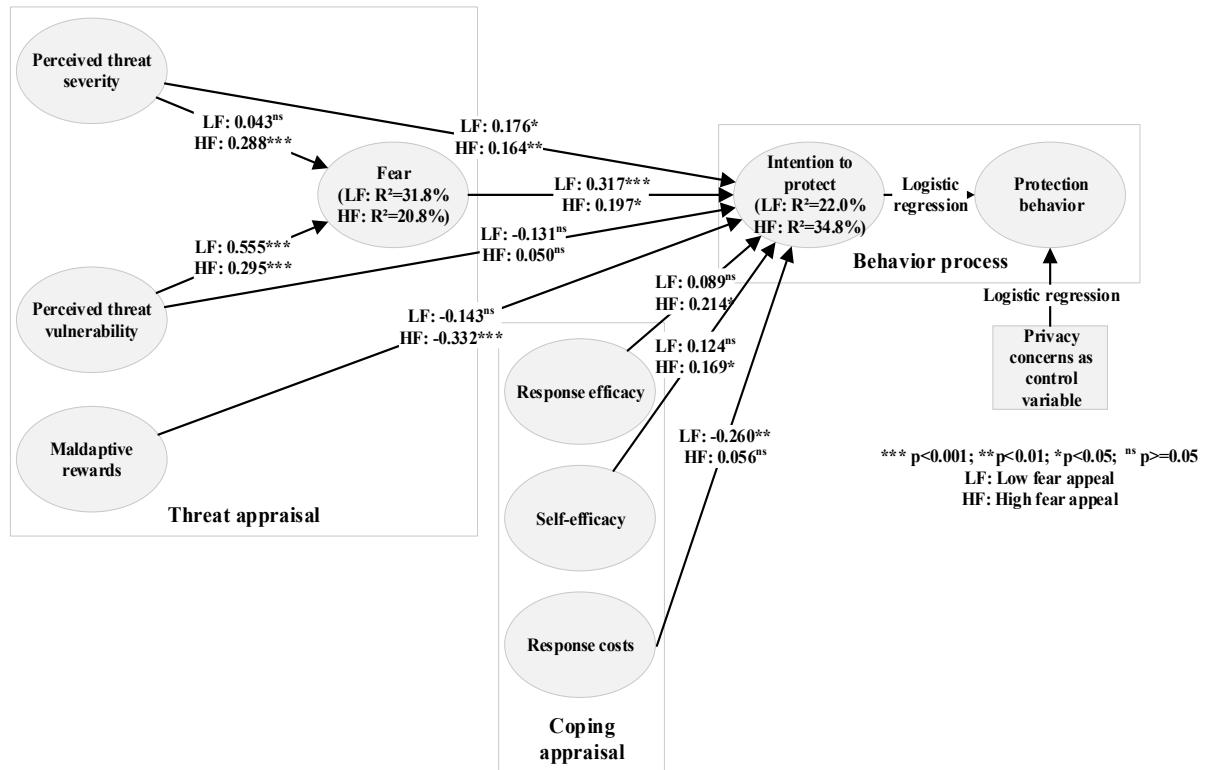 Perceived threat
severity
LF: 0.043ns
HF: 0.288***
LF: 0.176*
HF: 0.164**
Fear
(LF: R²=31.8%
HF: R²=20.8%)
LF: 0.317***
HF: 0.197*
Intention to
protect
(LF: R²=22.0%
HF: R²=34.8%)
Logistic
regression
Protection
behavior
Behavior process
LF: 0.555***
HF: 0.295***
LF: -0.131ns
HF: 0.050ns
Perceived threat
vulnerability
LF: -0.143ns
HF: -0.332***
LF: 0.089ns
HF: 0.214*
Logistic regression
Privacy
concerns as
control
variable
LF: 0.124ns
HF: 0.169*
Response efficacy
Maldaptive
rewards
Threat appraisal
LF: -0.260**
HF: 0.056ns
*** p<0.001; **p<0.01; *p<0.05; ns p>=0.05
LF: Low fear appeal
HF: High fear appeal
Self-efficacy
Response costs
Coping
appraisal